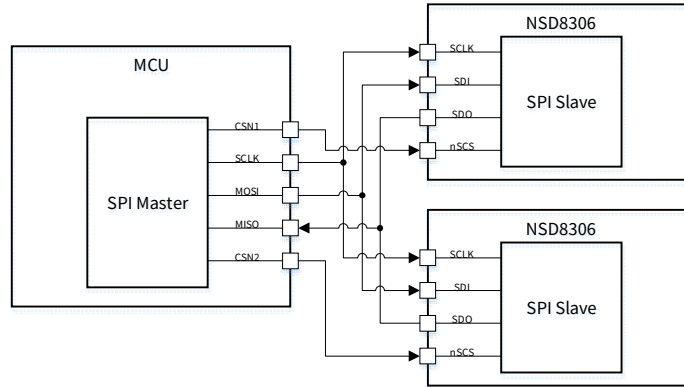 MCU
SPI Master
CSN1
SCLK
MOSI
MISO
CSN2
NSD8306
SCLK
SDI
SDO
nSCS
SPI Slave
NSD8306
SCLK
SDI
SDO
nSCS
SPI Slave